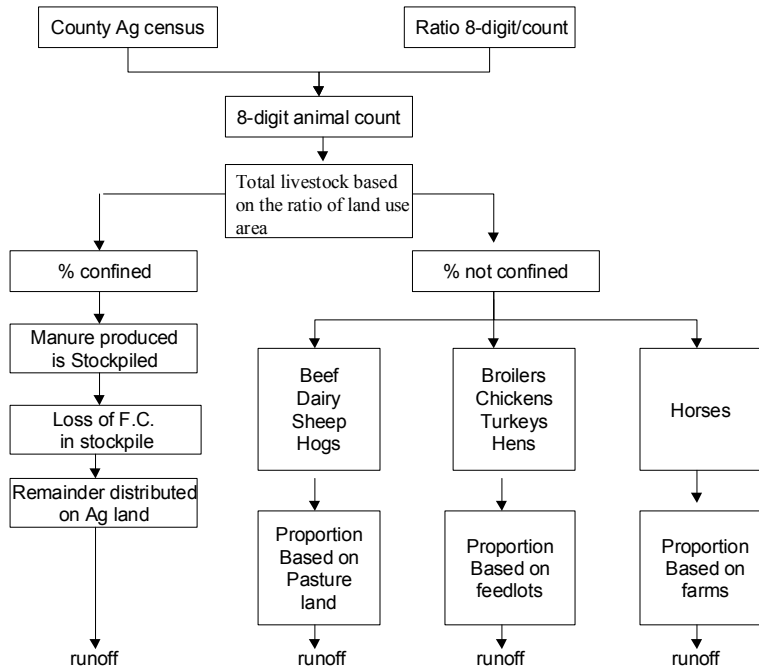 County Ag census
Ratio 8-digit/count
8-digit animal count
Total livestock based
on the ratio of land use
area
% confined
% not confined
Manure produced
is Stockpiled
Beef
Dairy
Sheep
Hogs
Broilers
Chickens
Turkeys
Hens
Horses
Loss of F.C.
in stockpile
Remainder distributed
on Ag land
Proportion
Based on
Pasture
land
Proportion
Based on
feedlots
Proportion
Based on
farms
runoff
runoff
runoff
runoff